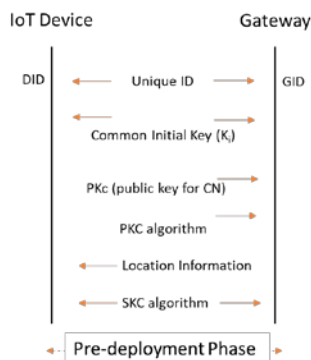 IoT Device Gateway
DID Unique ID GID
Common Initial Key (Ki)
PKc (public key for CN)
PKC algorithm
Location Information
SKC algorithm
Pre-deployment Phase